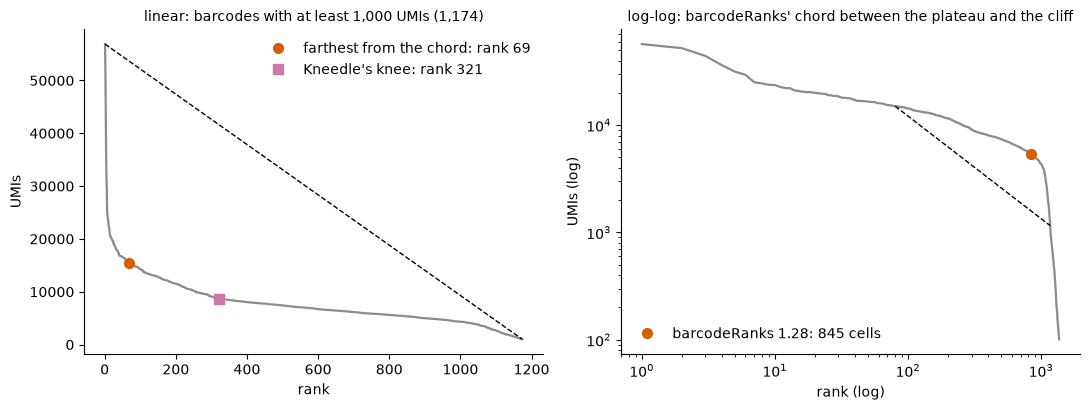 linear: barcodes with at least 1,000 UMIs (1,174)
farthest from the chord: rank 69
Kneedle's knee: rank 321
UMIs
50000
40000
30000
20000
10000
0
0 200 400 600 800 1000 1200
rank
log-log: barcodeRanks' chord between the plateau and the cliff
UMIs (log)
10⁴
10³
10²
barcodeRanks 1.28: 845 cells
10⁰ 10¹ 10² 10³
rank (log)